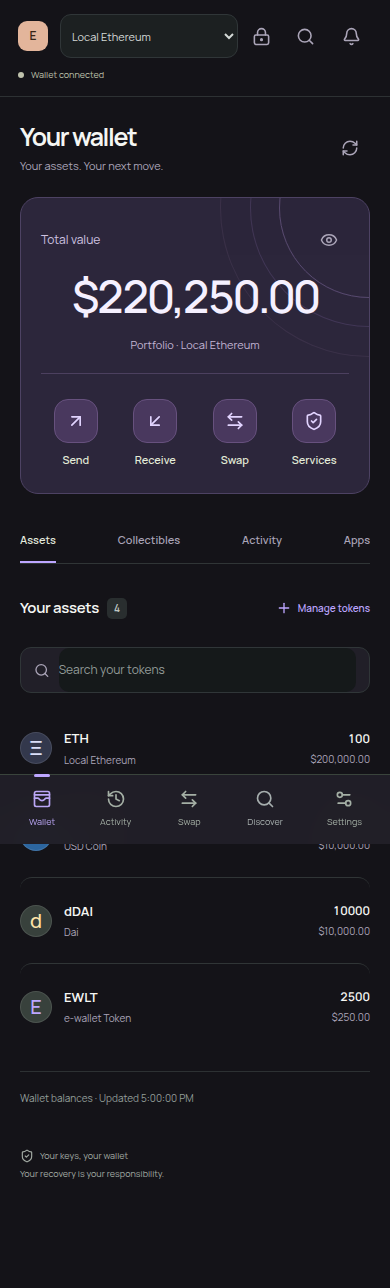 E
Local Ethereum
Wallet connected
Your wallet
Your assets. Your next move.
Total value
$220,250.00
Portfolio · Local Ethereum
Send Receive Swap Services
Assets Collectibles Activity Apps
Your assets 4 Manage tokens
Search your tokens
ETH 100
Local Ethereum $200,000.00
Wallet Activity Swap Discover Settings
USD Coin $10,000.00
d dDAI 10000
Dai $10,000.00
E EWLT 2500
e-wallet Token $250.00
Wallet balances · Updated 5:00:00 PM
Your keys, your wallet
Your recovery is your responsibility.